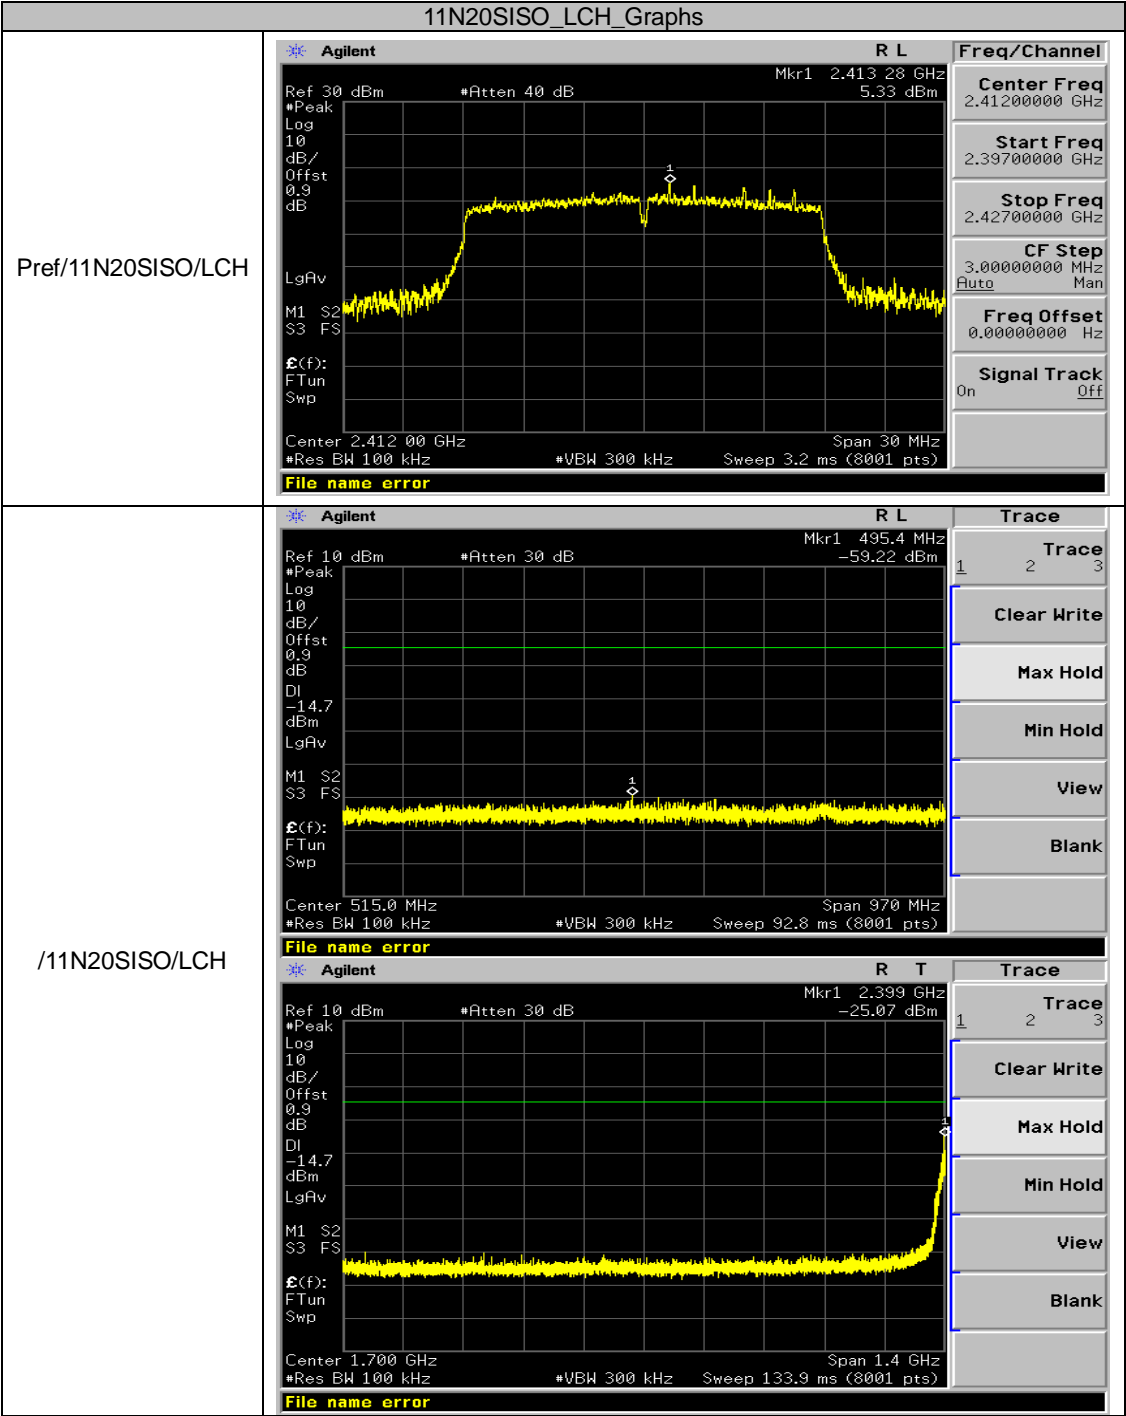 11N20SISO_LCH_Graphs
Pref/11N20SISO/LCH
Agilent R L Freq/Channel
Mkr1 2.413 28 GHz
Ref 30 dBm #Atten 40 dB 5.33 dBm
#Peak
Log
10
dB/
Offst
0.9
dB
LgAv
M1 S2
S3 FS
£(f):
FTun
Swp
1
Center 2.412 00 GHz Span 30 MHz
#Res BW 100 kHz #VBW 300 kHz Sweep 3.2 ms (8001 pts)
File name error
Center Freq
2.41200000 GHz
Start Freq
2.39700000 GHz
Stop Freq
2.42700000 GHz
CF Step
3.00000000 MHz
Auto Man
Freq Offset
0.00000000 Hz
Signal Track
On Off
/11N20SISO/LCH
Agilent R L Trace
Mkr1 495.4 MHz
Ref 10 dBm #Atten 30 dB -59.22 dBm
#Peak
Log
10
dB/
Offst
0.9
dB
DI
-14.7
dBm
LgAv
M1 S2
S3 FS
£(f):
FTun
Swp
1
Center 515.0 MHz Span 970 MHz
#Res BW 100 kHz #VBW 300 kHz Sweep 92.8 ms (8001 pts)
File name error
Trace
1 2 3
Clear Write
Max Hold
Min Hold
View
Blank
Agilent R T Trace
Mkr1 2.399 GHz
Ref 10 dBm #Atten 30 dB -25.07 dBm
#Peak
Log
10
dB/
Offst
0.9
dB
DI
-14.7
dBm
LgAv
M1 S2
S3 FS
£(f):
FTun
Swp
1
Center 1.700 GHz Span 1.4 GHz
#Res BW 100 kHz #VBW 300 kHz Sweep 133.9 ms (8001 pts)
File name error
Trace
1 2 3
Clear Write
Max Hold
Min Hold
View
Blank